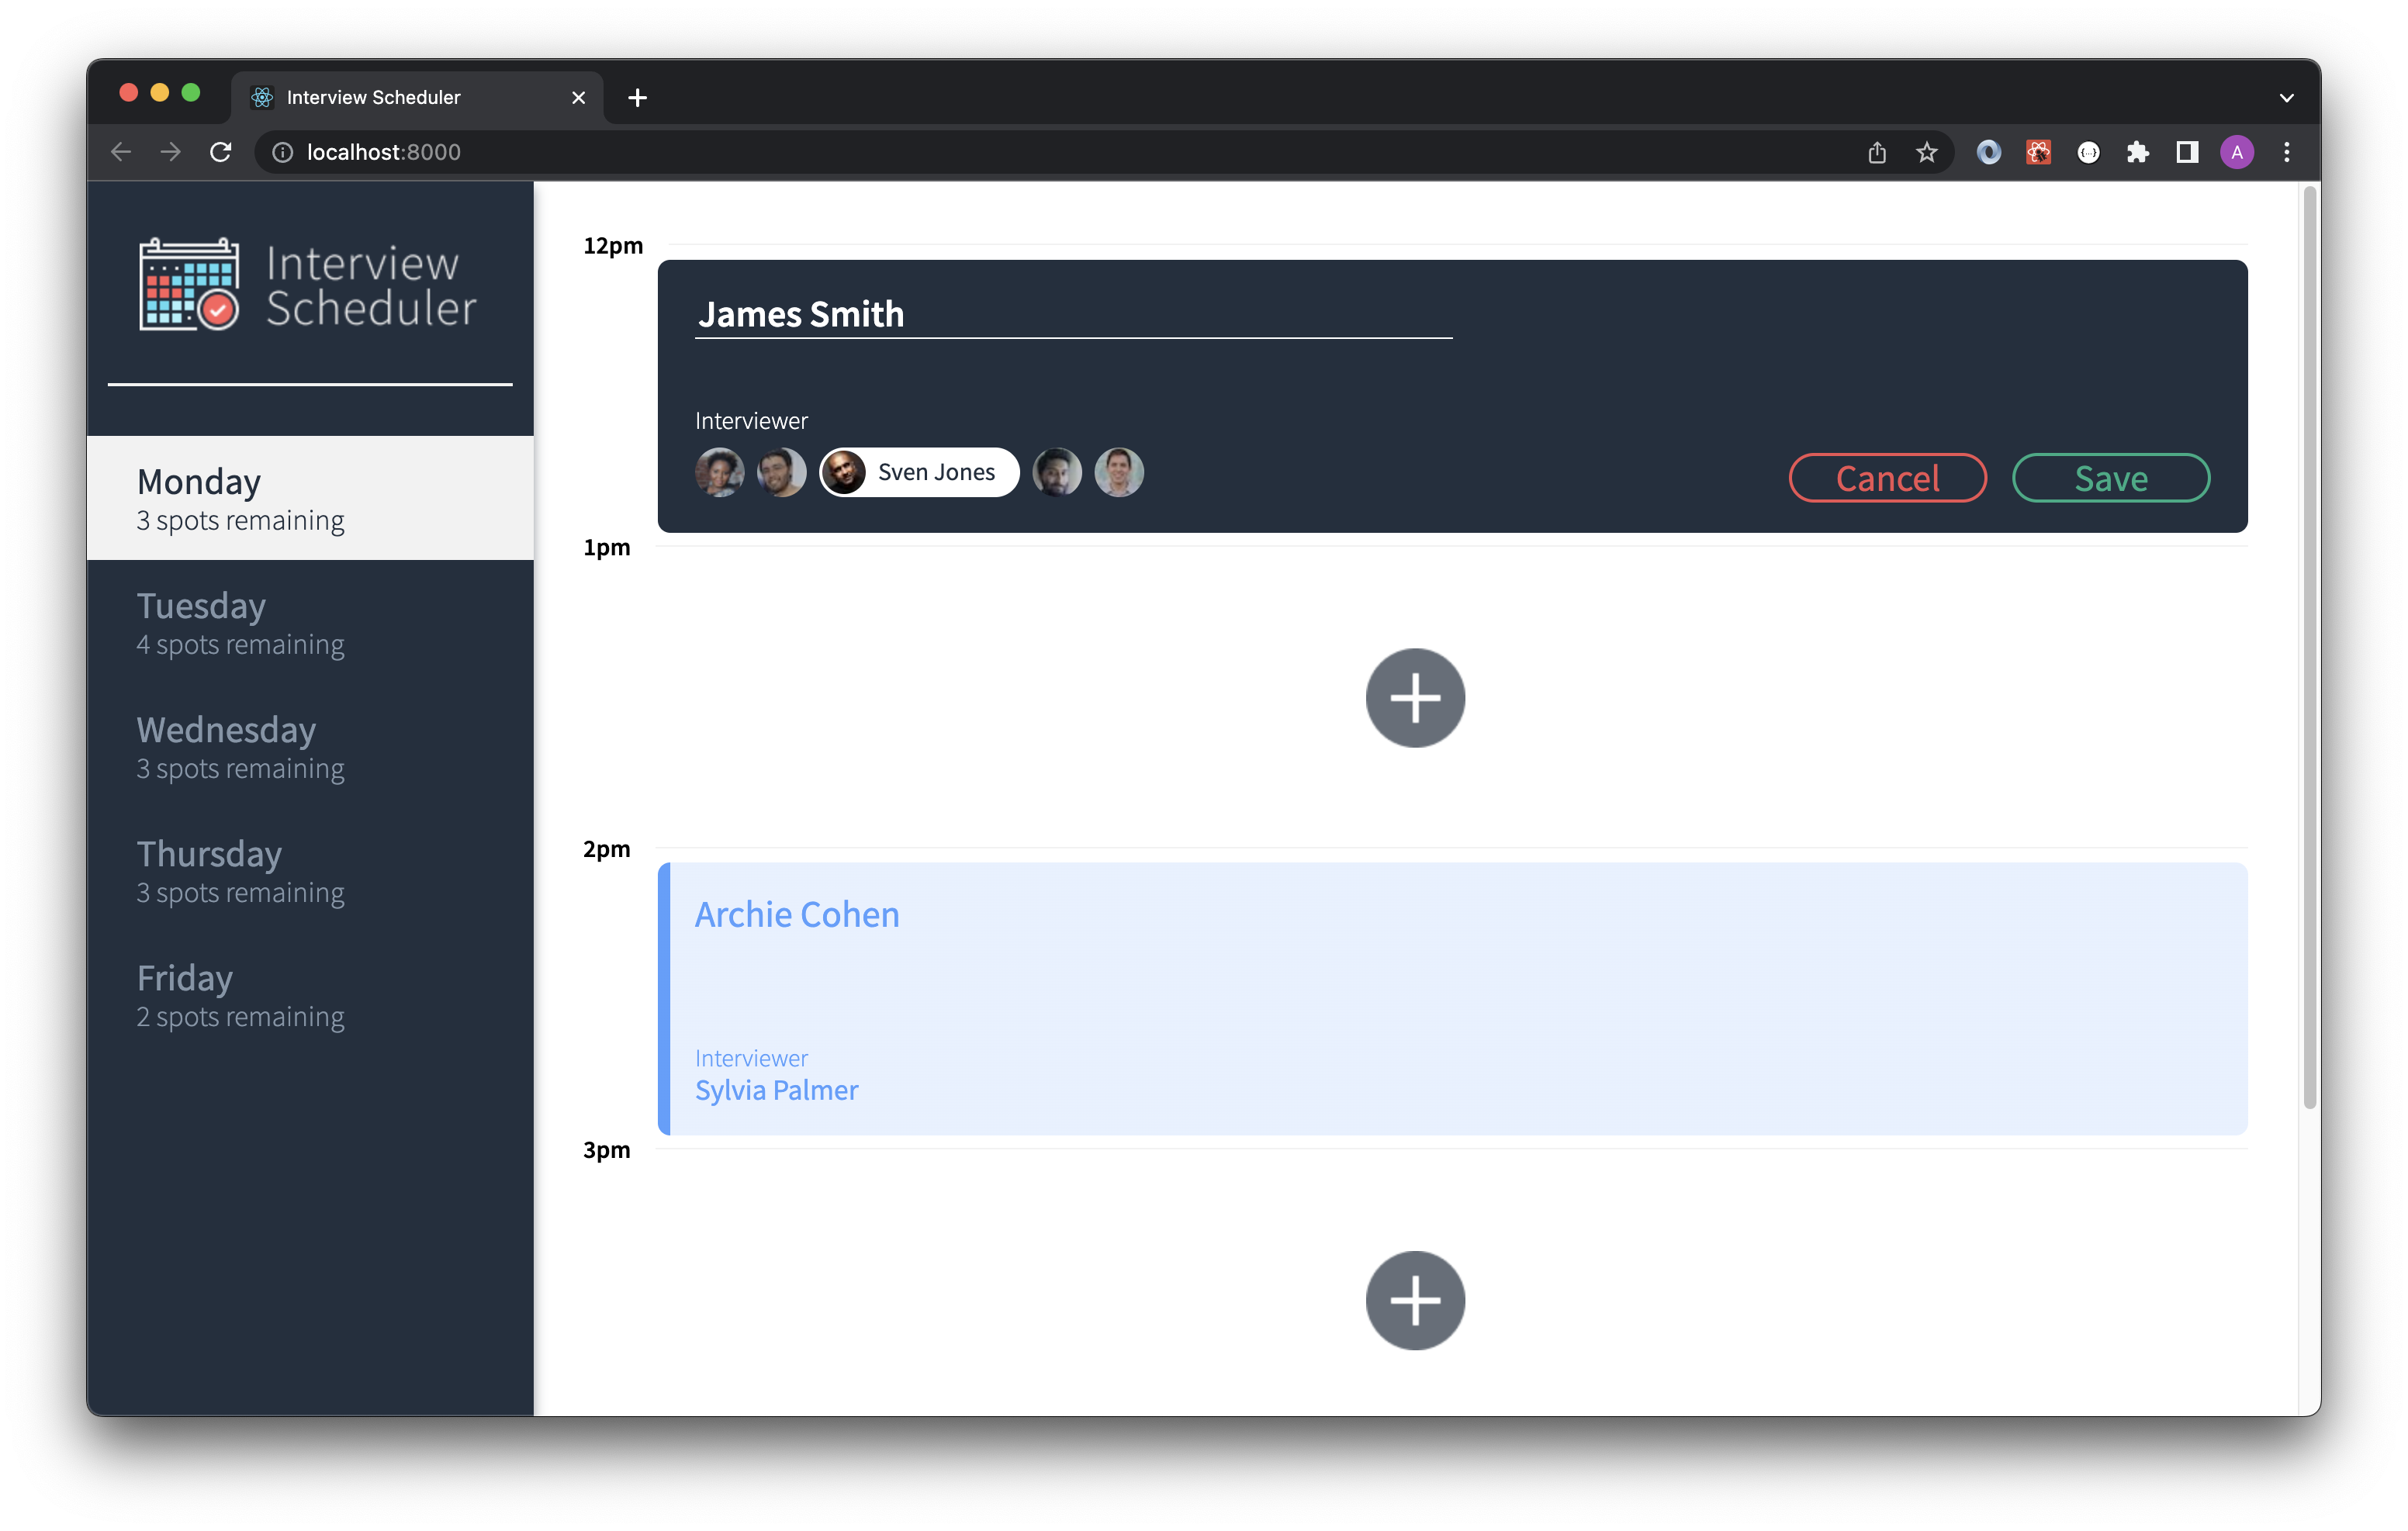 Interview Scheduler
localhost:8000
A
Interview
Scheduler
Monday
3 spots remaining
Tuesday
4 spots remaining
Wednesday
3 spots remaining
Thursday
3 spots remaining
Friday
2 spots remaining
12pm
James Smith
Interviewer
Sven Jones
Cancel
Save
1pm
2pm
Archie Cohen
Interviewer
Sylvia Palmer
3pm